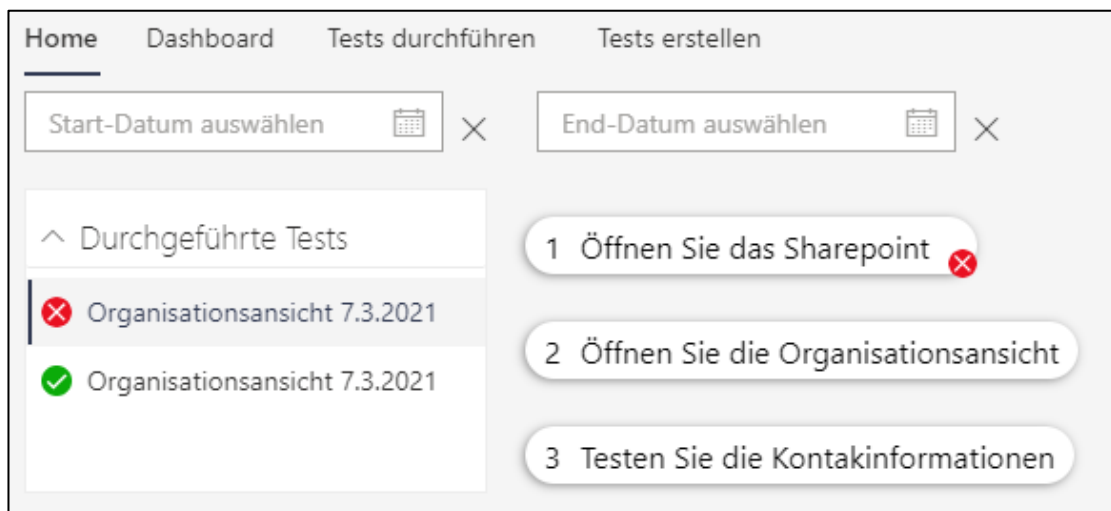 Home Dashboard Tests durchführen Tests erstellen
Start-Datum auswählen End-Datum auswählen
Durchgeführte Tests
Organisationsansicht 7.3.2021
Organisationsansicht 7.3.2021
1 Öffnen Sie das Sharepoint
2 Öffnen Sie die Organisationsansicht
3 Testen Sie die Kontakinformationen